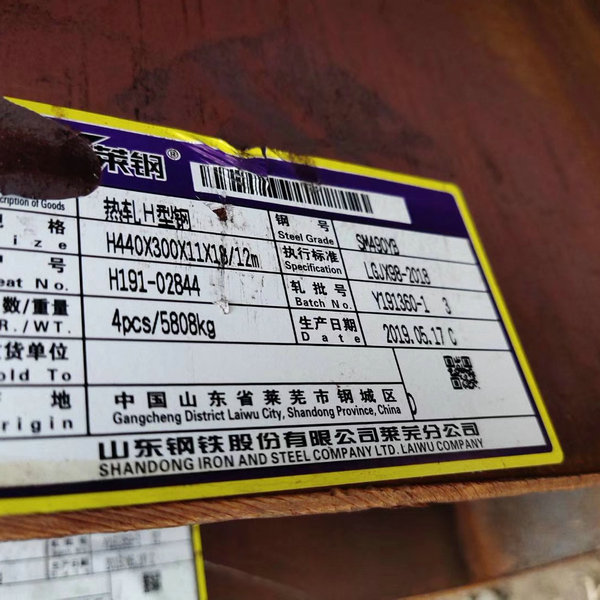 莱钢®
cription of Goods
热轧H型钢
钢 号
Steel Grade
SM490YB
格
ize
H440X300X11X18/12m
执行标准
Specification
LGJX98-2018
号
eat No.
H191-02844
轧批号
Batch No.
Y191360-1 3
数/重量
R./WT.
4pcs/5808kg
生产日期
Date
2019.05.17 C
货单位
old To
地
rigin
中国山东省莱芜市钢城区
Gangcheng District Laiwu City, Shandong Province, China
山东钢铁股份有限公司莱芜分公司
SHANDONG IRON AND STEEL COMPANY LTD. LAIWU COMPANY